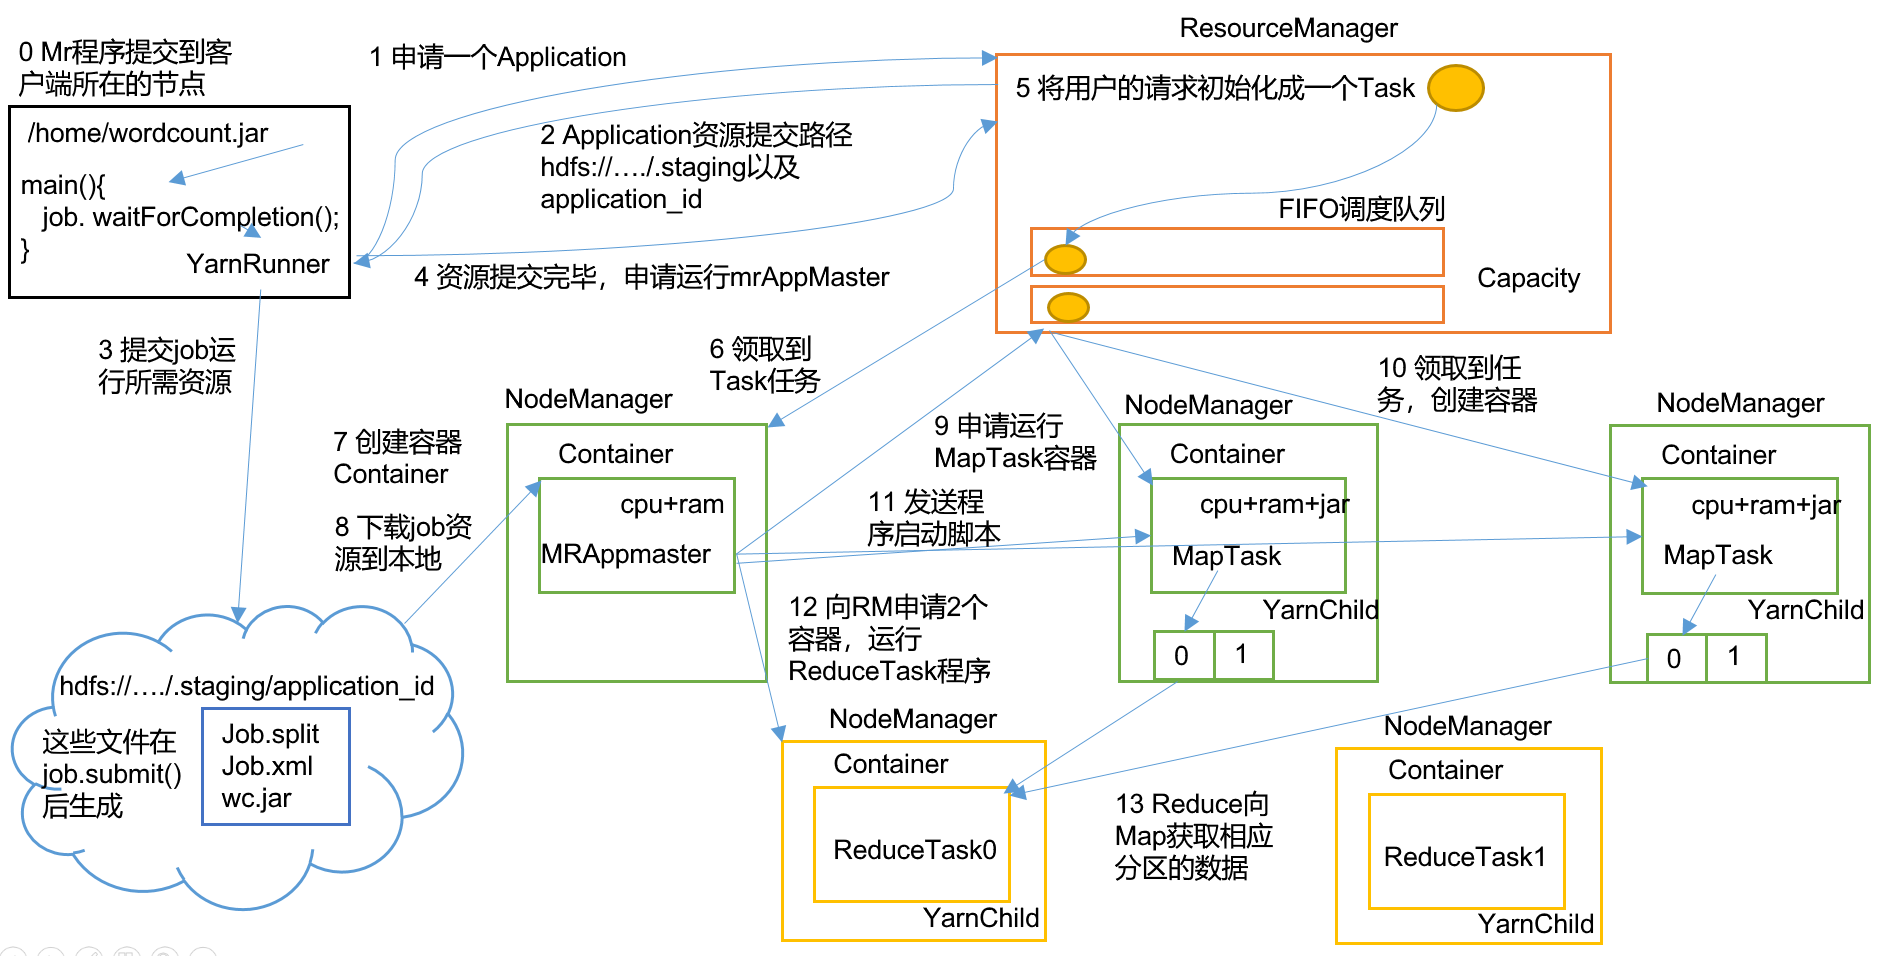 ResourceManager
0 Mr程序提交到客
户端所在的节点
1 申请一个Application
/home/wordcount.jar
main(){
job. waitForCompletion();
}
YarnRunner
2 Application资源提交路径
hdfs://…./.staging以及
application_id
5 将用户的请求初始化成一个Task
FIFO调度队列
Capacity
4 资源提交完毕，申请运行mrAppMaster
3 提交job运
行所需资源
6 领取到
Task任务
10 领取到任
务，创建容器
7 创建容器
Container
8 下载job资
源到本地
NodeManager
Container
cpu+ram
MRAppmaster
9 申请运行
MapTask容器
11 发送程
序启动脚本
NodeManager
Container
cpu+ram+jar
MapTask
YarnChild
0
1
NodeManager
Container
cpu+ram+jar
MapTask
YarnChild
0
1
12 向RM申请2个
容器，运行
ReduceTask程序
hdfs://…./.staging/application_id
这些文件在
job.submit()
后生成
Job.split
Job.xml
wc.jar
NodeManager
Container
ReduceTask0
YarnChild
13 Reduce向
Map获取相应
分区的数据
NodeManager
Container
ReduceTask1
YarnChild